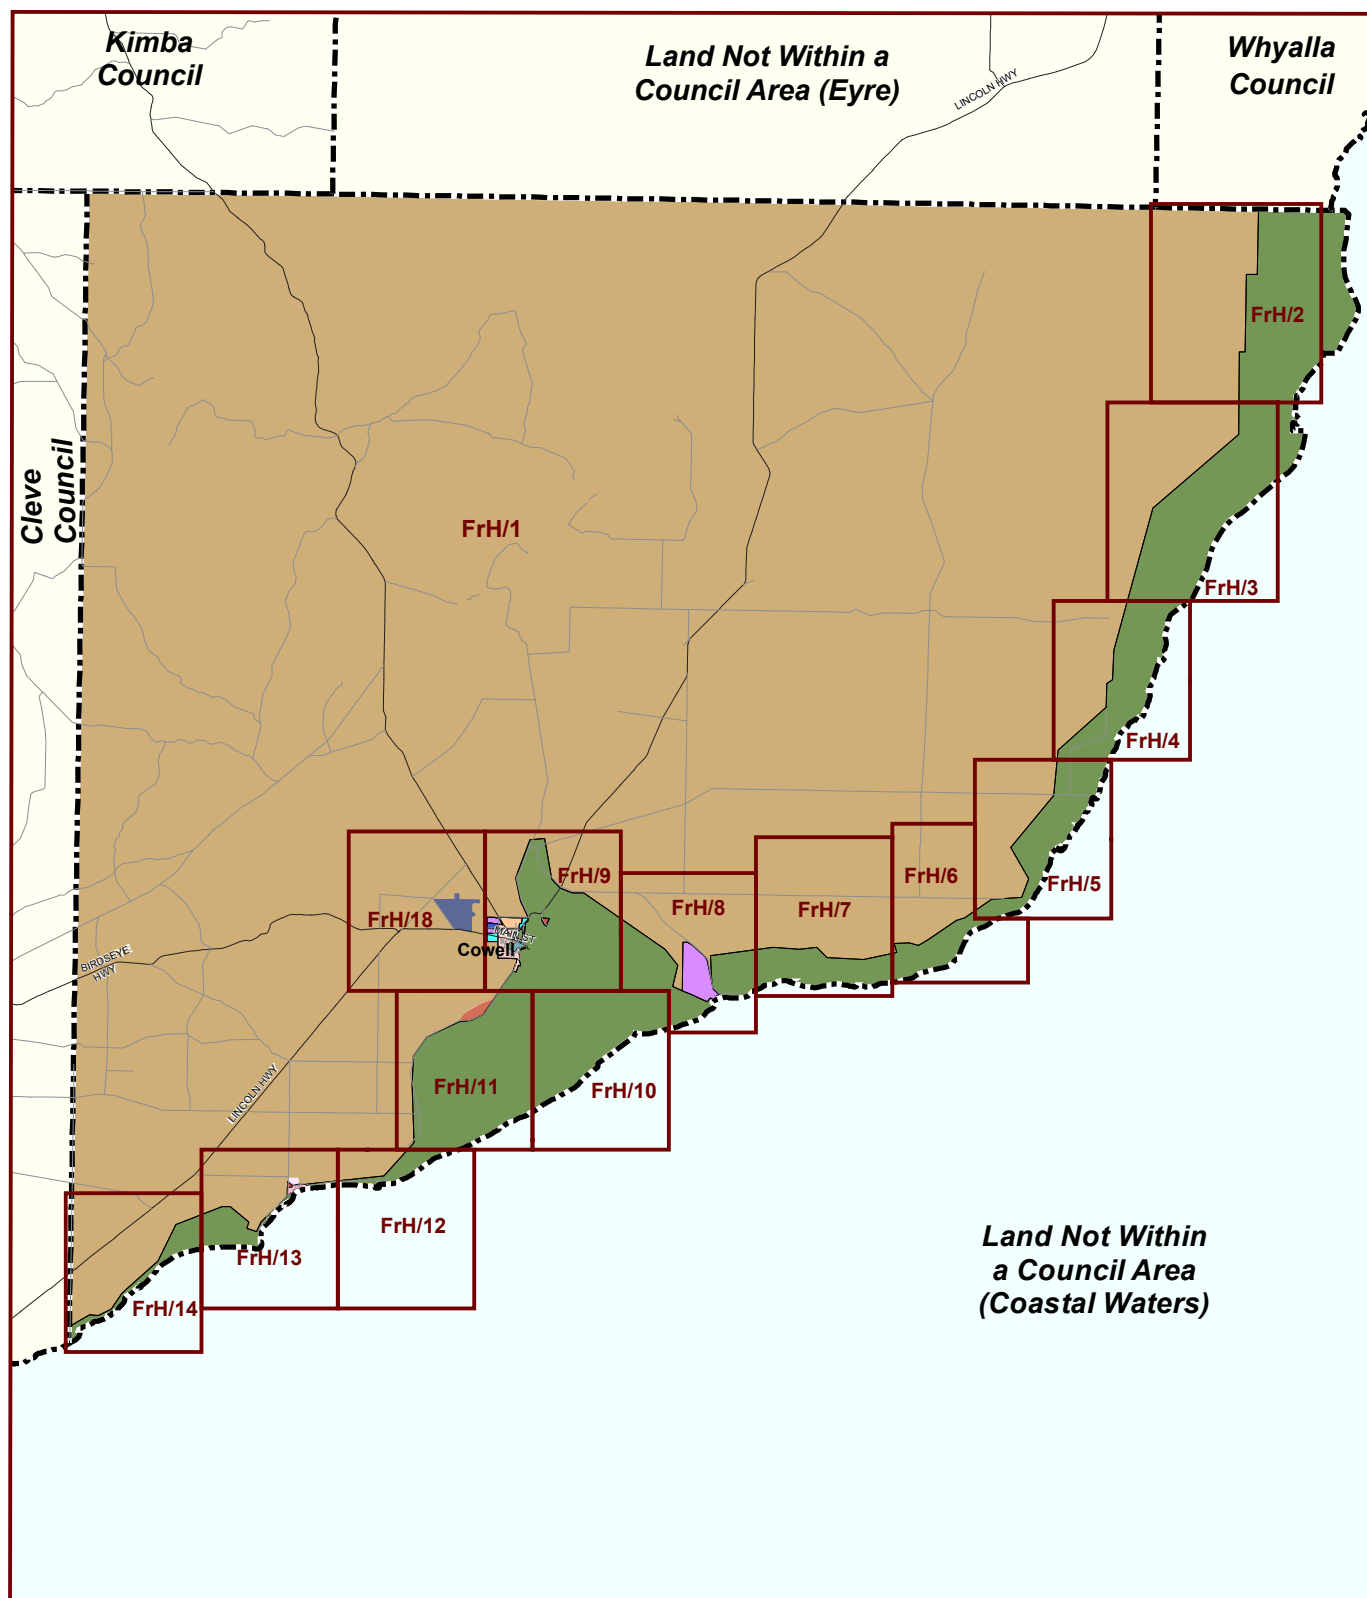 Kimba
Council
Land Not Within a
Council Area (Eyre)
Whyalla
Council
LINCOLN HWY
FrH/2
Cleve
Council
FrH/1
FrH/3
FrH/4
FrH/9
FrH/6
FrH/5
FrH/8
FrH/7
FrH/18
MAIN ST
Cowell
BIRDSEYE
HWY
FrH/11
FrH/10
LINCOLN HWY
FrH/12
FrH/13
FrH/14
Land Not Within
a Council Area
(Coastal Waters)